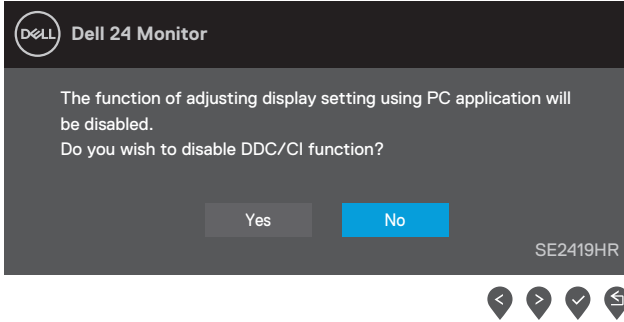 DELL Dell 24 Monitor
The function of adjusting display setting using PC application will
be disabled.
Do you wish to disable DDC/CI function?
Yes No
SE2419HR